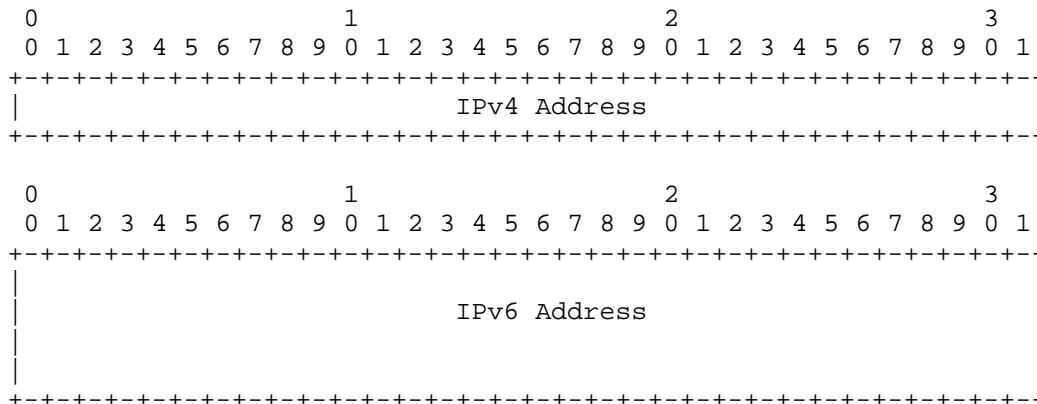 0                   1                   2                   3
 0 1 2 3 4 5 6 7 8 9 0 1 2 3 4 5 6 7 8 9 0 1 2 3 4 5 6 7 8 9 0 1
+-+-+-+-+-+-+-+-+-+-+-+-+-+-+-+-+-+-+-+-+-+-+-+-+-+-+-+-+-+-+-+-
|                           IPv4 Address
+-+-+-+-+-+-+-+-+-+-+-+-+-+-+-+-+-+-+-+-+-+-+-+-+-+-+-+-+-+-+-+-

 0                   1                   2                   3
 0 1 2 3 4 5 6 7 8 9 0 1 2 3 4 5 6 7 8 9 0 1 2 3 4 5 6 7 8 9 0 1
+-+-+-+-+-+-+-+-+-+-+-+-+-+-+-+-+-+-+-+-+-+-+-+-+-+-+-+-+-+-+-+-
|
|                           IPv6 Address
|
|
+-+-+-+-+-+-+-+-+-+-+-+-+-+-+-+-+-+-+-+-+-+-+-+-+-+-+-+-+-+-+-+-